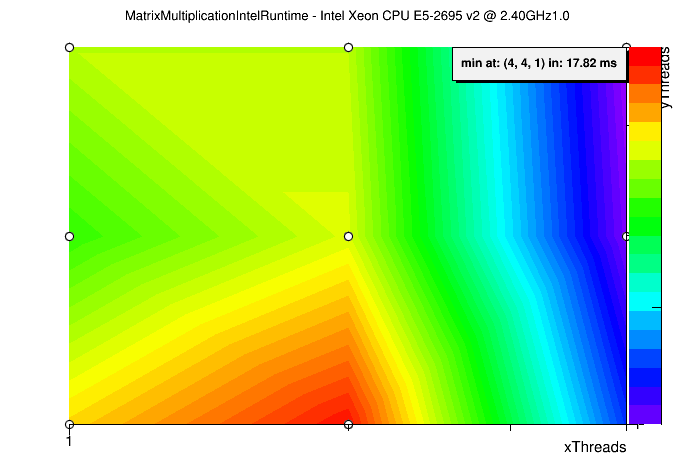 MatrixMultiplicationIntelRuntime - Intel Xeon CPU E5-2695 v2 @ 2.40GHz1.0
min at: (4, 4, 1) in: 17.82 ms
yThreads
1
xThreads